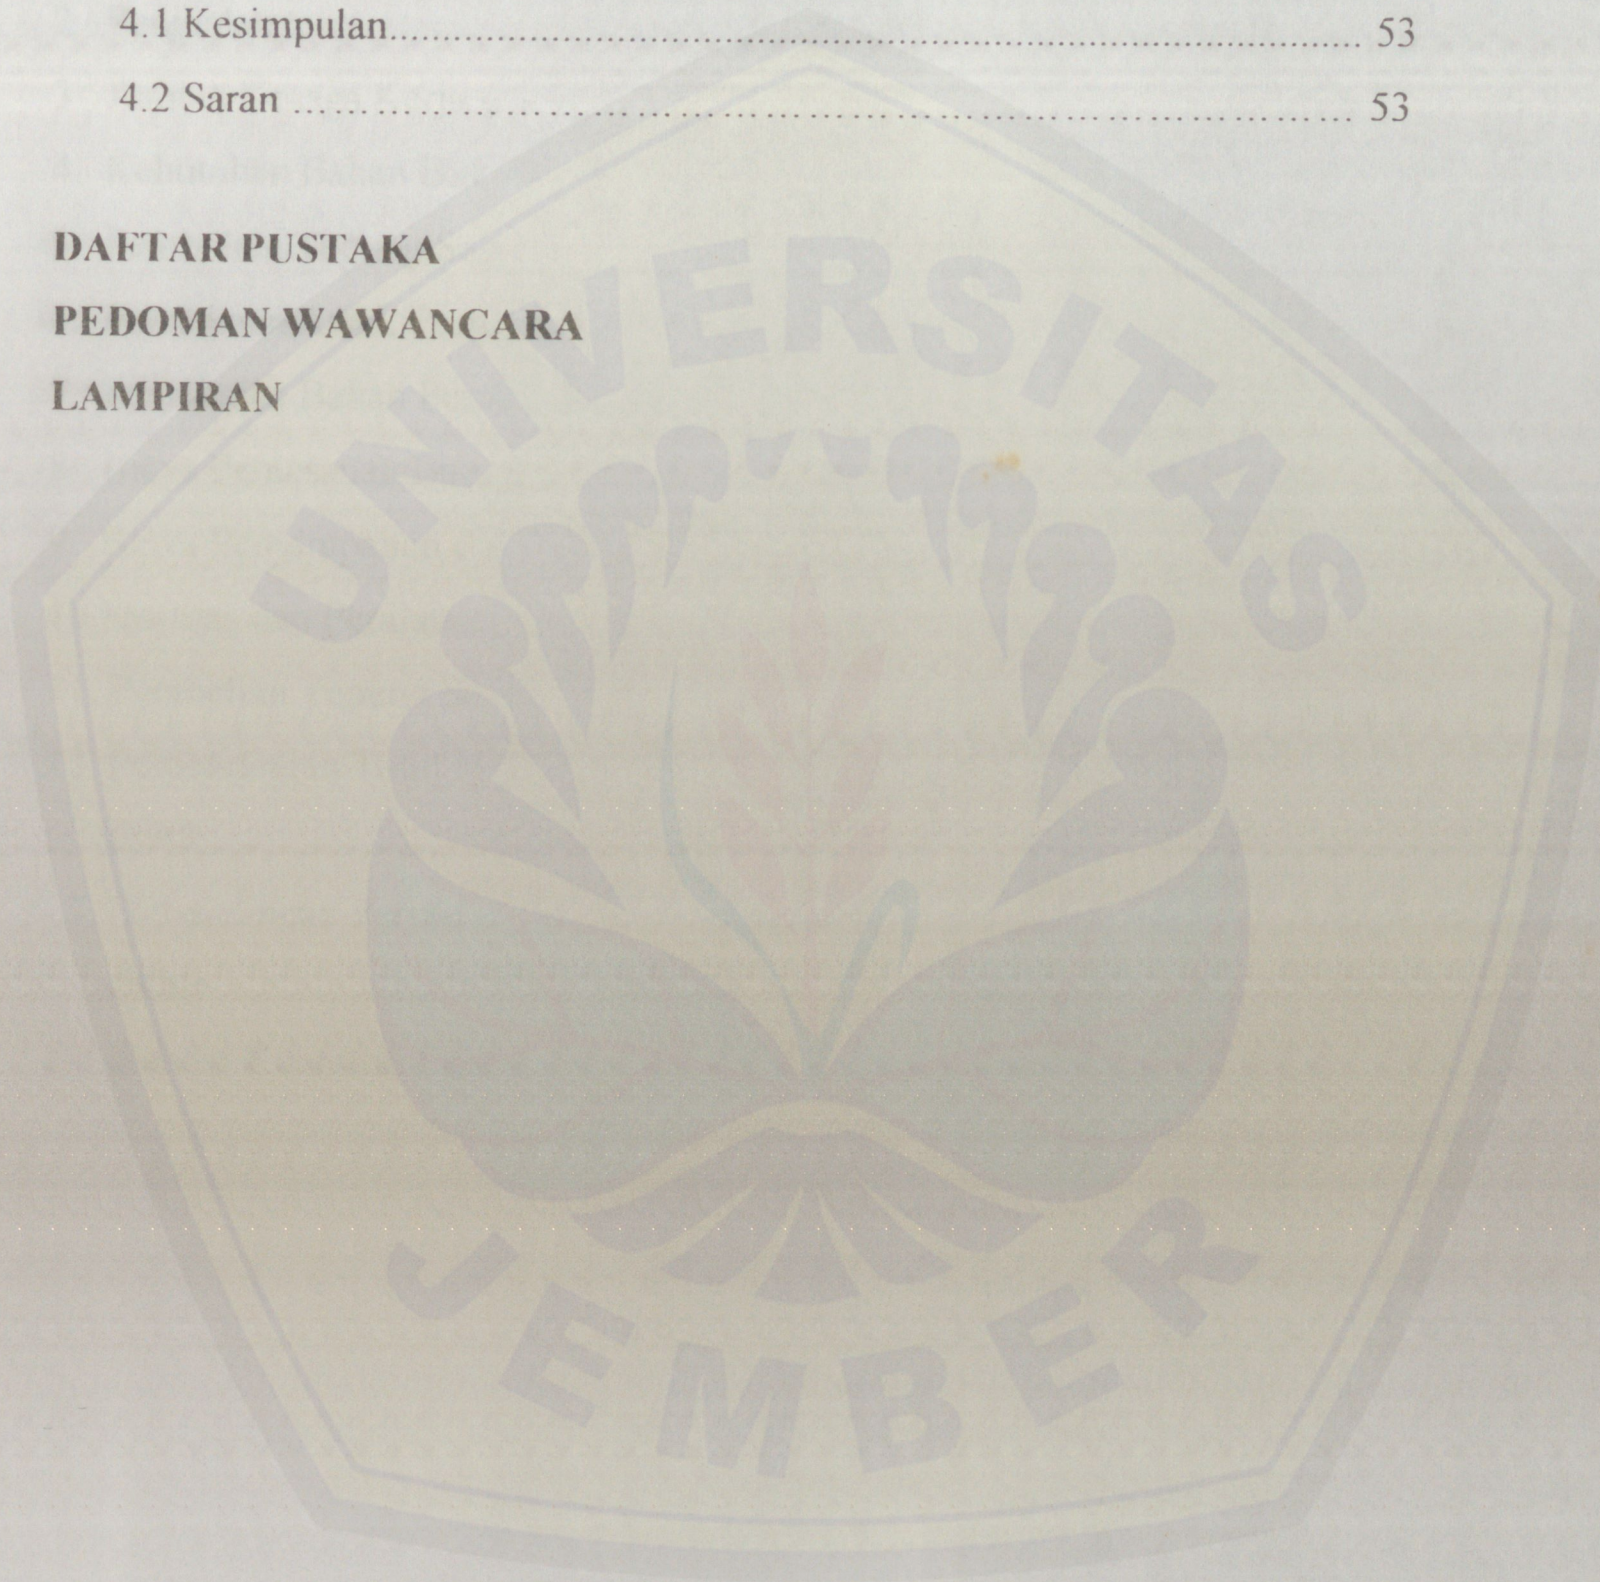 4.1 Kesimpulan........................................................................................................ 53
4.2 Saran ........................................................................................................ 53
DAFTAR PUSTAKA
PEDOMAN WAWANCARA
LAMPIRAN
UNIVERSITAS
JEMBER